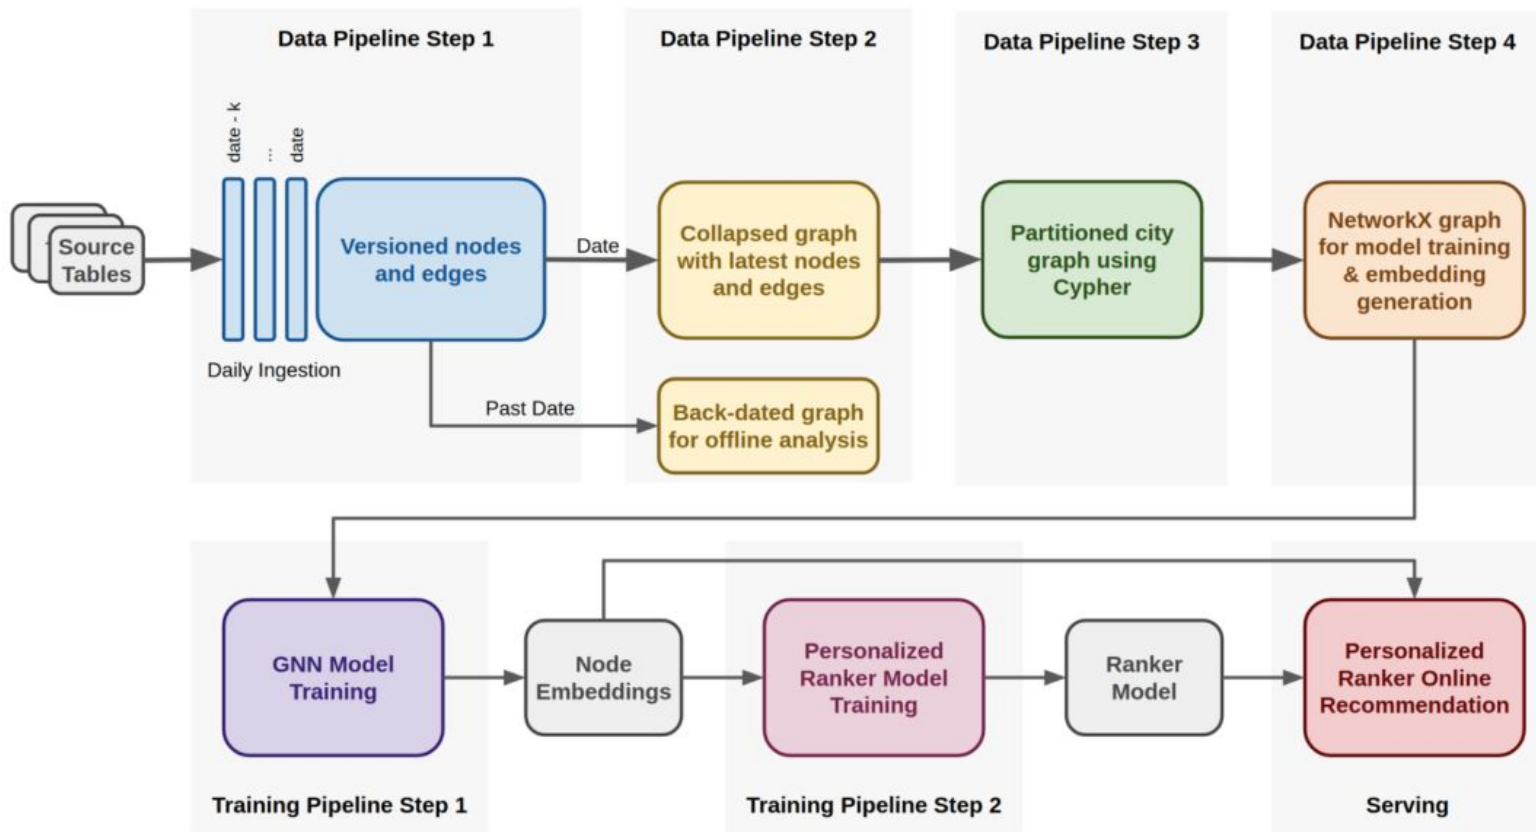 Data Pipeline Step 1
Data Pipeline Step 2
Data Pipeline Step 3
Data Pipeline Step 4
date - k
...
date
Source
Tables
Versioned nodes
and edges
Daily Ingestion
Date
Past Date
Collapsed graph
with latest nodes
and edges
Back-dated graph
for offline analysis
Partitioned city
graph using
Cypher
NetworkX graph
for model training
& embedding
generation
GNN Model
Training
Node
Embeddings
Personalized
Ranker Model
Training
Ranker
Model
Personalized
Ranker Online
Recommendation
Training Pipeline Step 1
Training Pipeline Step 2
Serving